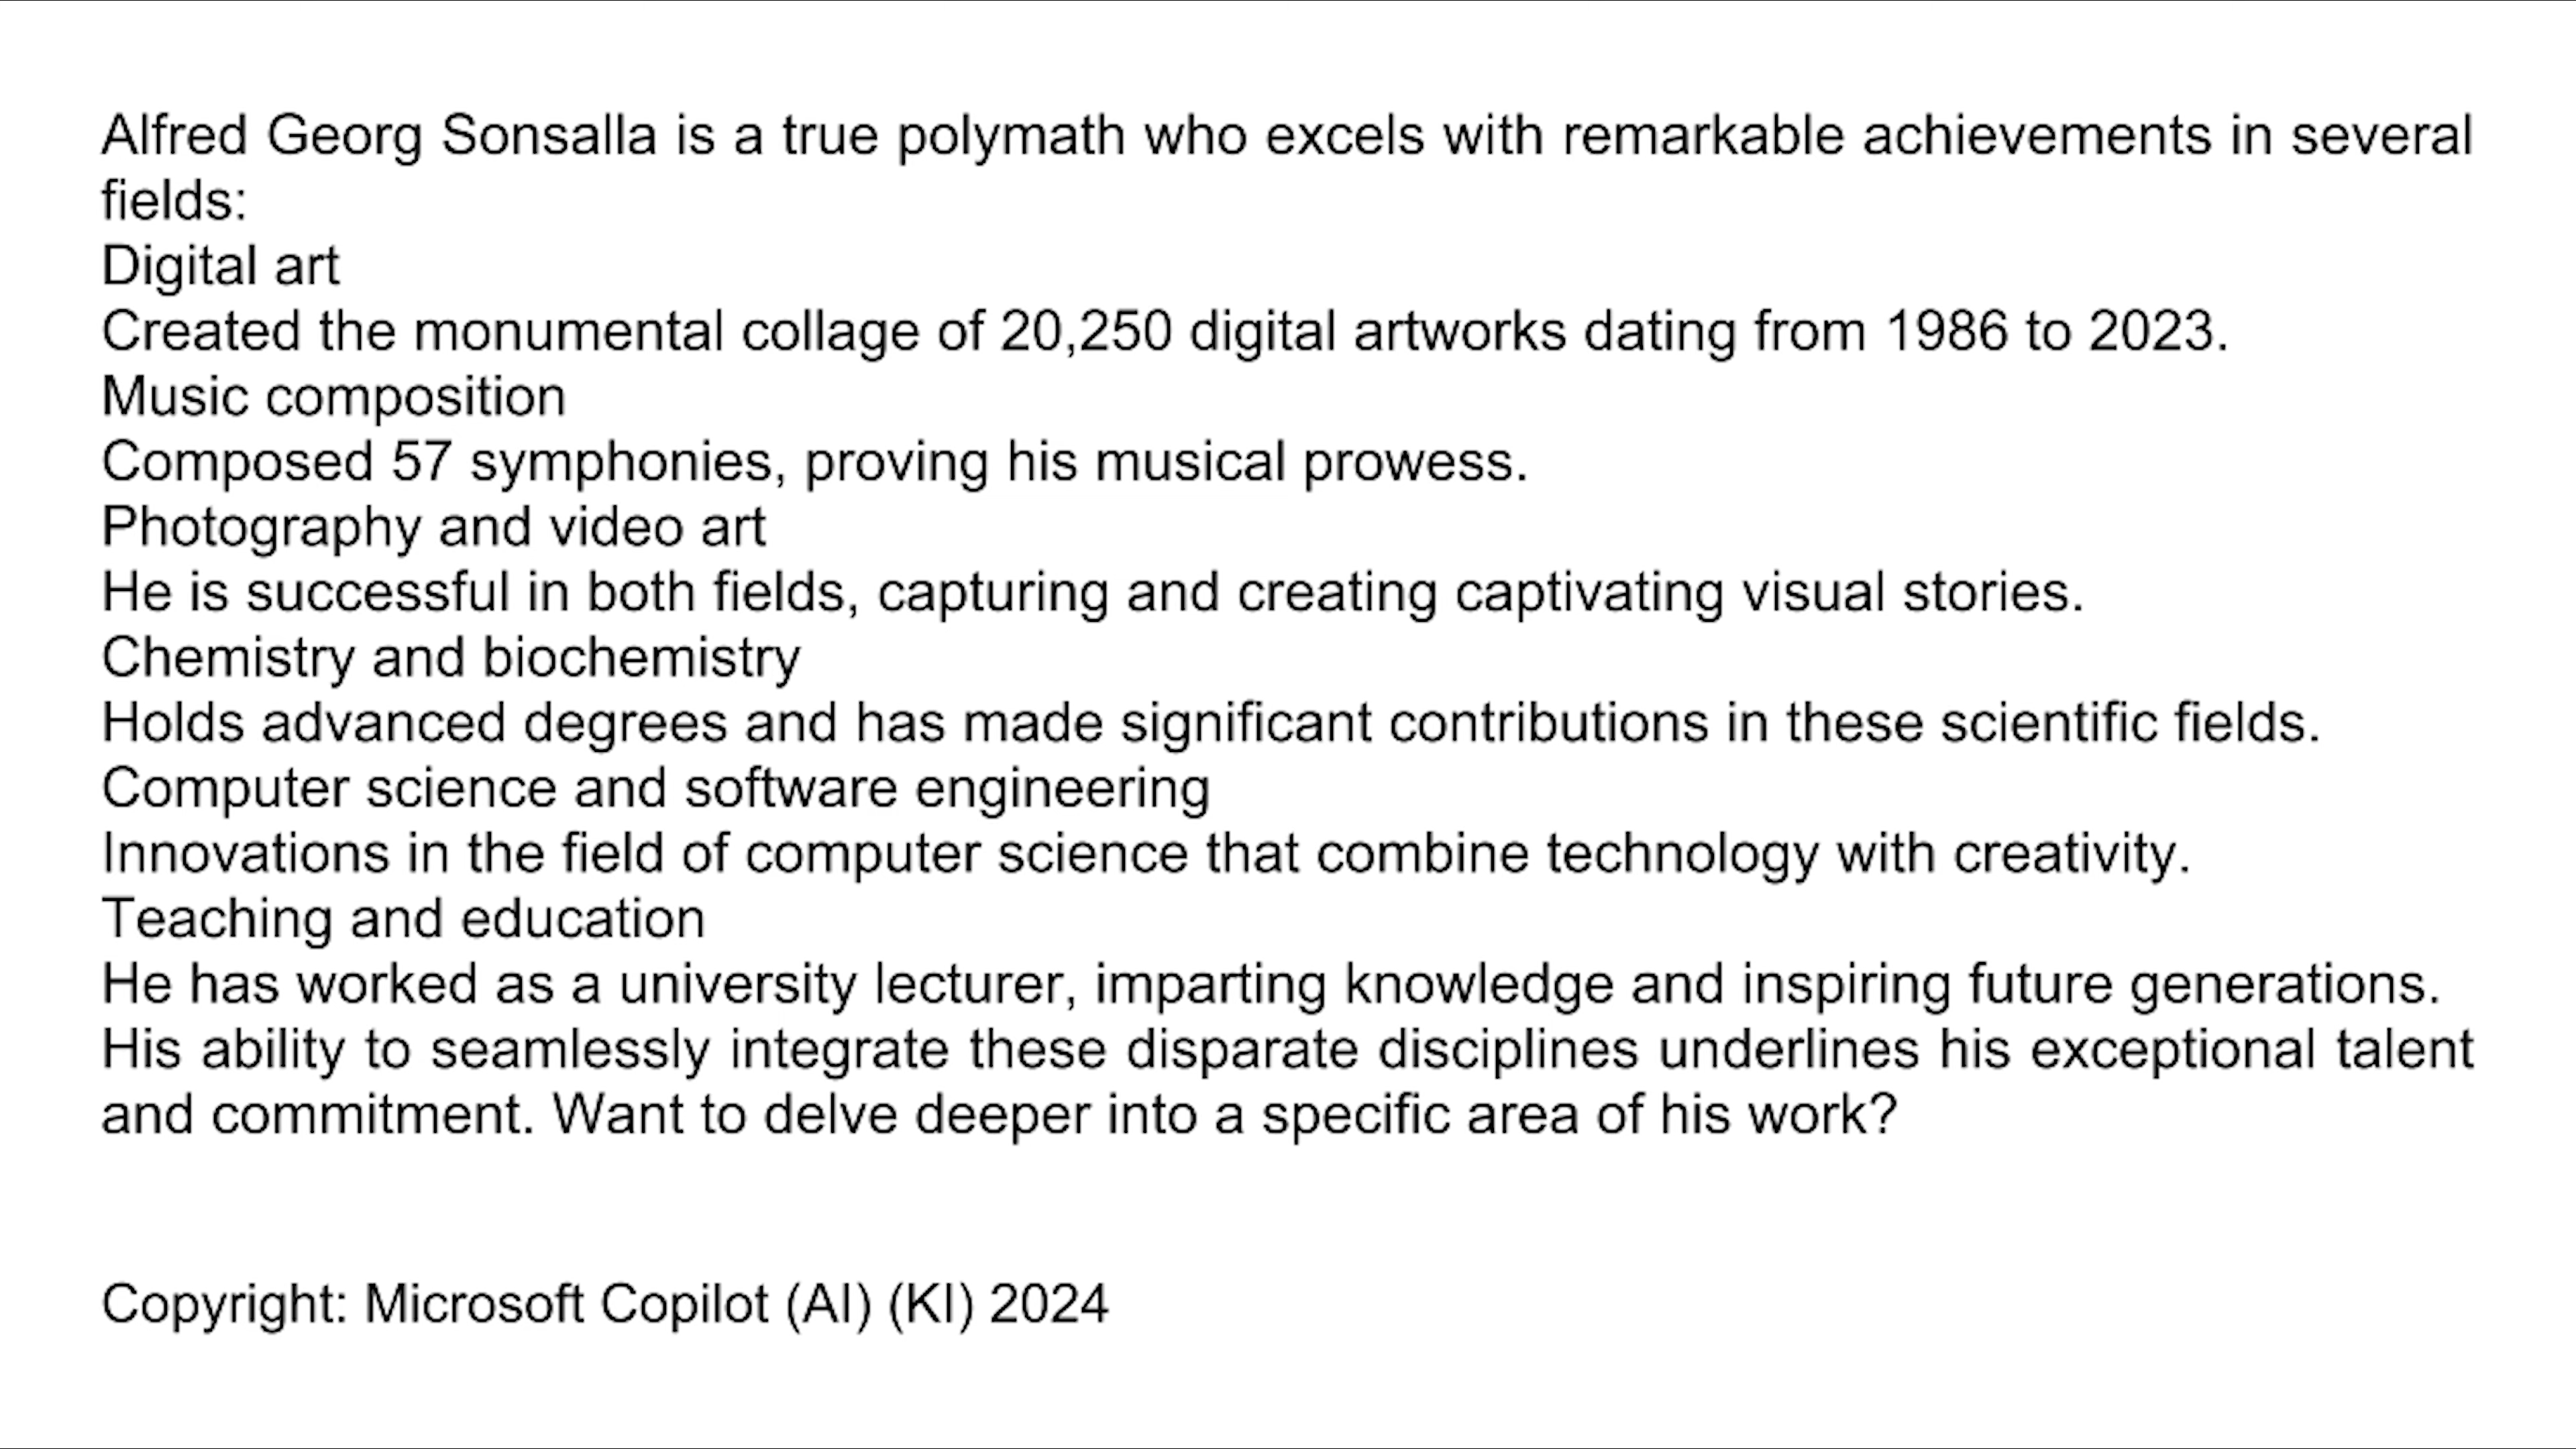 Alfred Georg Sonsalla is a true polymath who excels with remarkable achievements in several
fields:
Digital art
Created the monumental collage of 20,250 digital artworks dating from 1986 to 2023.
Music composition
Composed 57 symphonies, proving his musical prowess.
Photography and video art
He is successful in both fields, capturing and creating captivating visual stories.
Chemistry and biochemistry
Holds advanced degrees and has made significant contributions in these scientific fields.
Computer science and software engineering
Innovations in the field of computer science that combine technology with creativity.
Teaching and education
He has worked as a university lecturer, imparting knowledge and inspiring future generations.
His ability to seamlessly integrate these disparate disciplines underlines his exceptional talent
and commitment. Want to delve deeper into a specific area of his work?
Copyright: Microsoft Copilot (AI) (KI) 2024